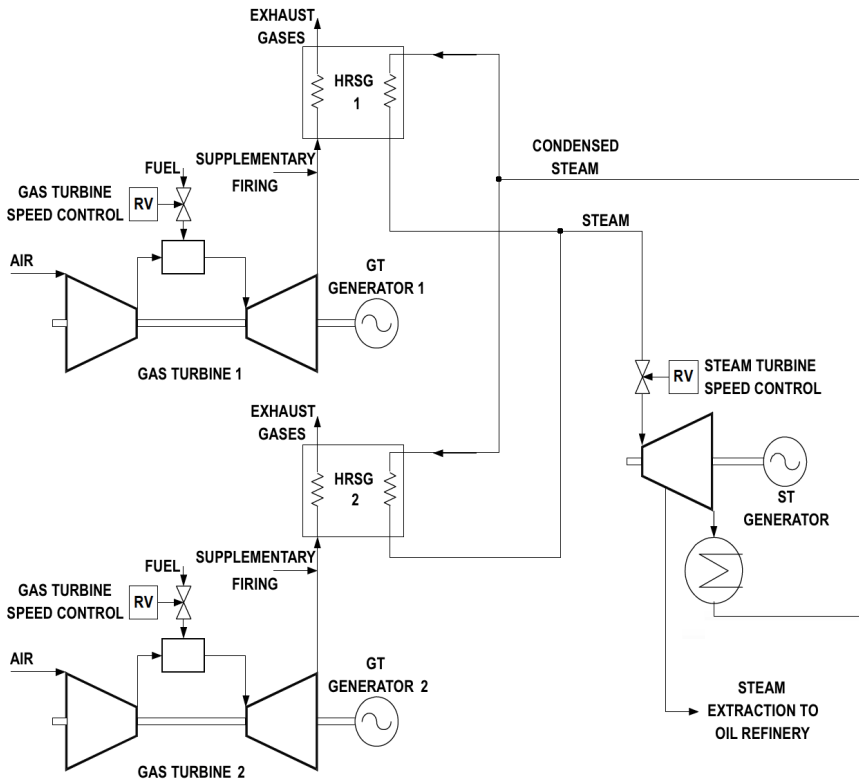 EXHAUST
GASES
HRSG
1
SUPPLEMENTARY
FIRING
FUEL
GAS TURBINE
SPEED CONTROL
RV
AIR
GT
GENERATOR 1
GAS TURBINE 1
CONDENSED
STEAM
STEAM
RV
STEAM TURBINE
SPEED CONTROL
ST
GENERATOR
EXHAUST
GASES
HRSG
2
SUPPLEMENTARY
FIRING
FUEL
GAS TURBINE
SPEED CONTROL
RV
AIR
GT
GENERATOR 2
GAS TURBINE 2
STEAM
EXTRACTION TO
OIL REFINERY